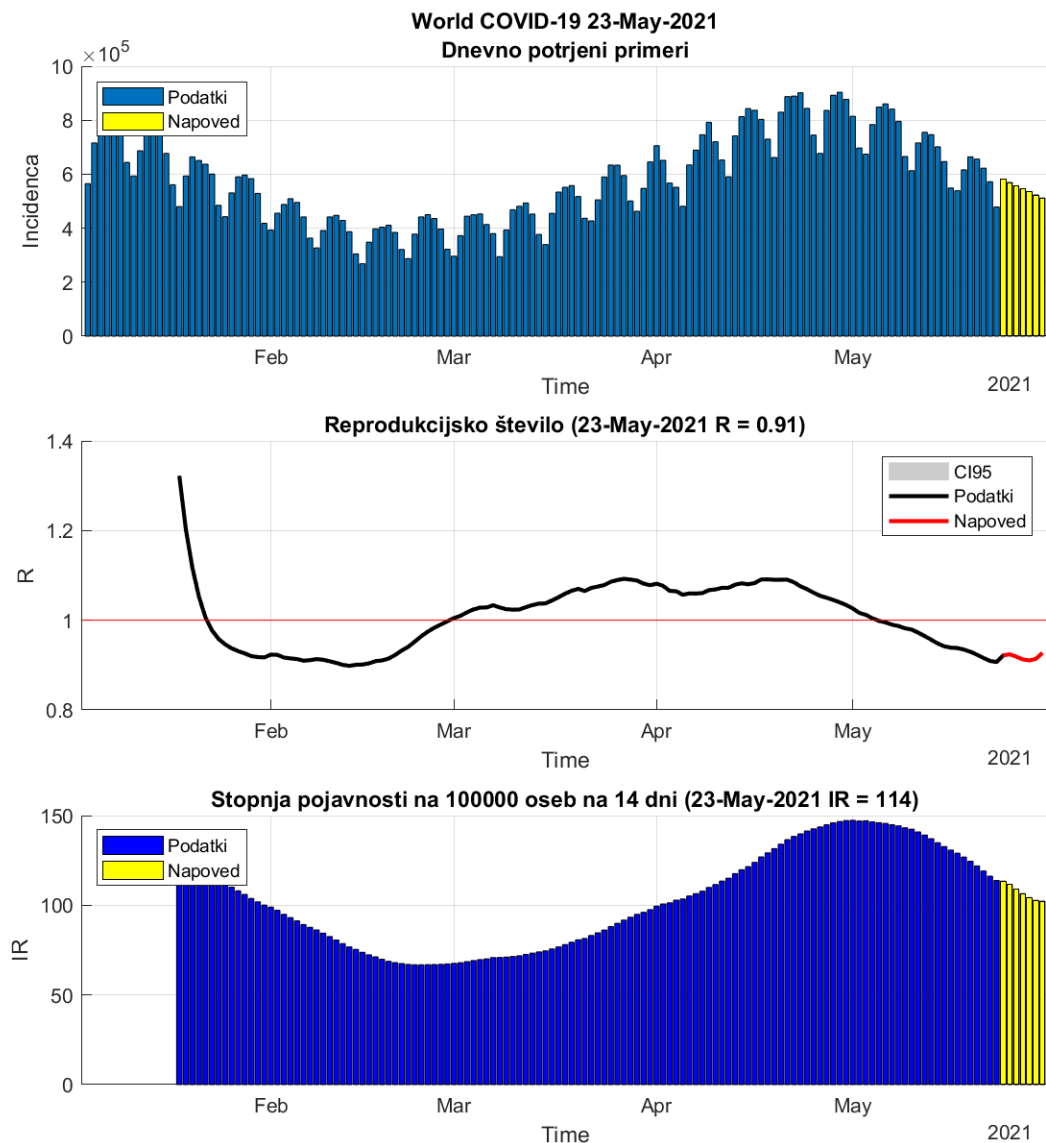 World COVID-19 23-May-2021
Dnevno potrjeni primeri
×10⁵
10
8
6
4
2
0
Incidenca
Podatki
Napoved
Feb
Mar
Apr
May
Time
2021
Reprodukcijsko število (23-May-2021 R = 0.91)
1.4
1.2
1
0.8
R
CI95
Podatki
Napoved
Feb
Mar
Apr
May
Time
2021
Stopnja pojavnosti na 100000 oseb na 14 dni (23-May-2021 IR = 114)
150
100
50
0
IR
Podatki
Napoved
Feb
Mar
Apr
May
Time
2021